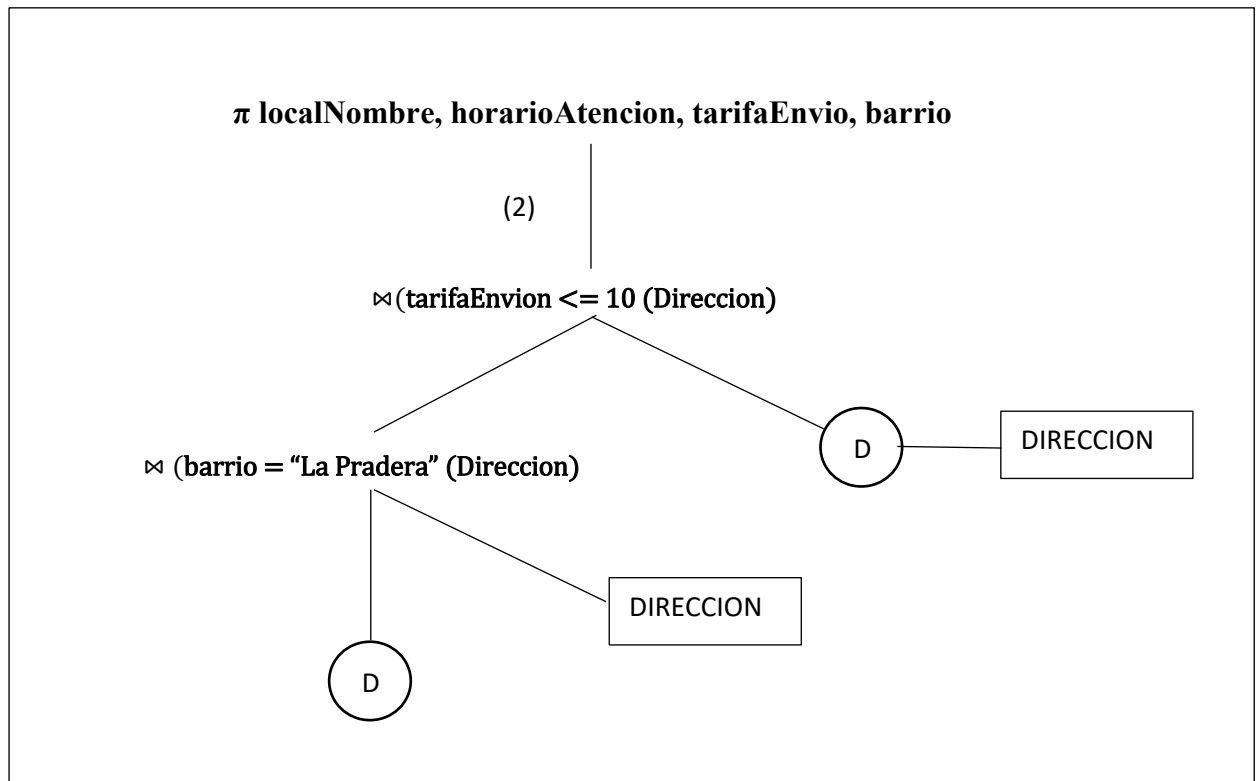 π localNombre, horarioAtencion, tarifaEnvio, barrio
(2)
⋈(tarifaEnvion <= 10 (Direccion)
D
DIRECCION
⋈ (barrio = “La Pradera” (Direccion)
DIRECCION
D